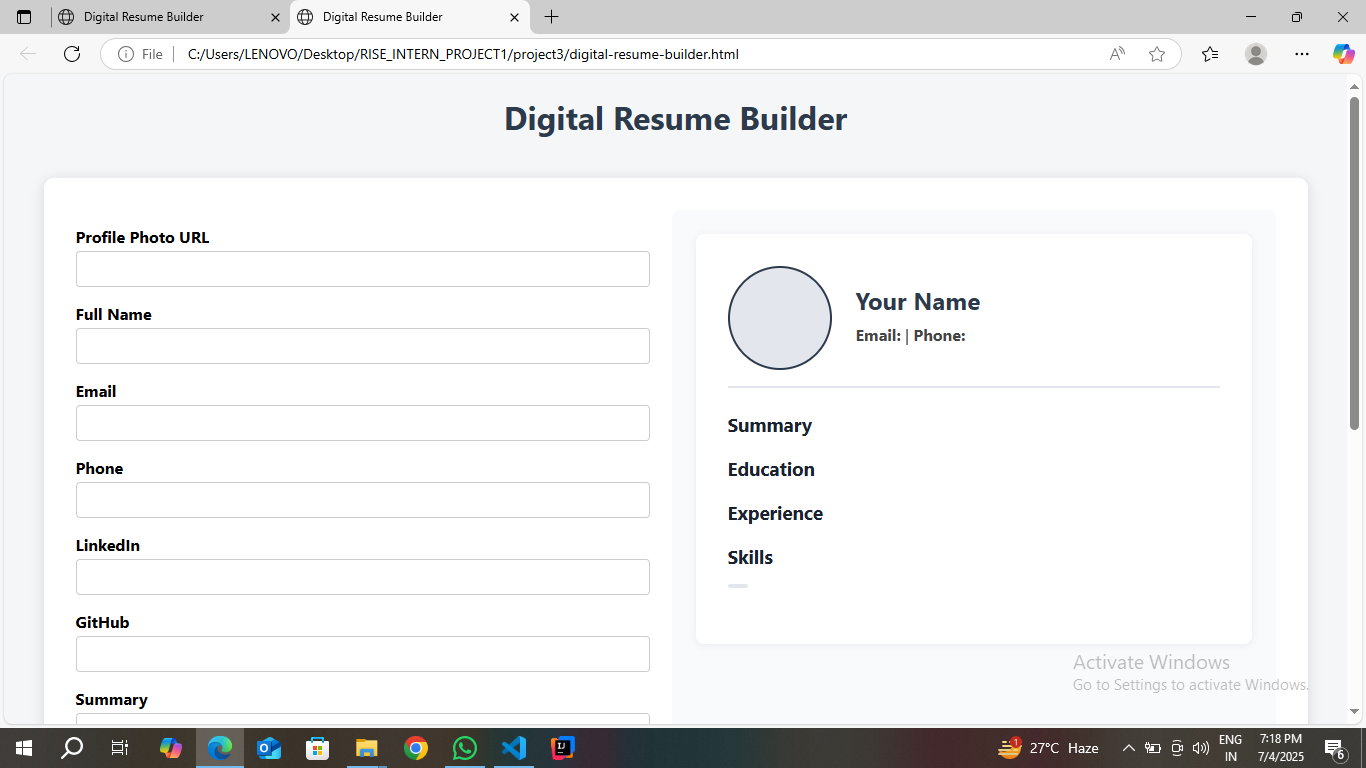 Digital Resume Builder
Digital Resume Builder
File
C:/Users/LENOVO/Desktop/RISE_INTERN_PROJECT1/project3/digital-resume-builder.html
Digital Resume Builder
Profile Photo URL
Full Name
Email
Phone
LinkedIn
GitHub
Summary
Your Name
Email: | Phone:
Summary
Education
Experience
Skills
Activate Windows
Go to Settings to activate Windows.
1
27°C Haze
ENG
IN
7:18 PM
7/4/2025
6